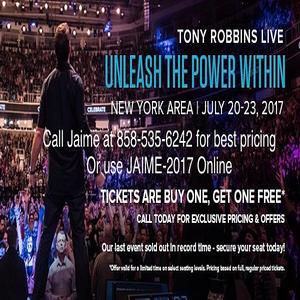 TONY ROBBINS LIVE
UNLEASH THE POWER WITHIN
NEW YORK AREA | JULY 20-23, 2017
Call Jaime at 858-535-6242 for best pricing
Or use JAIME-2017 Online
TICKETS ARE BUY ONE, GET ONE FREE*
CALL TODAY FOR EXCLUSIVE PRICING & OFFERS
Our last event sold out in record time - secure your seat today!
*Offer valid for a limited time on select seating levels. Pricing based on full, regular priced tickets.
CELEBRATE